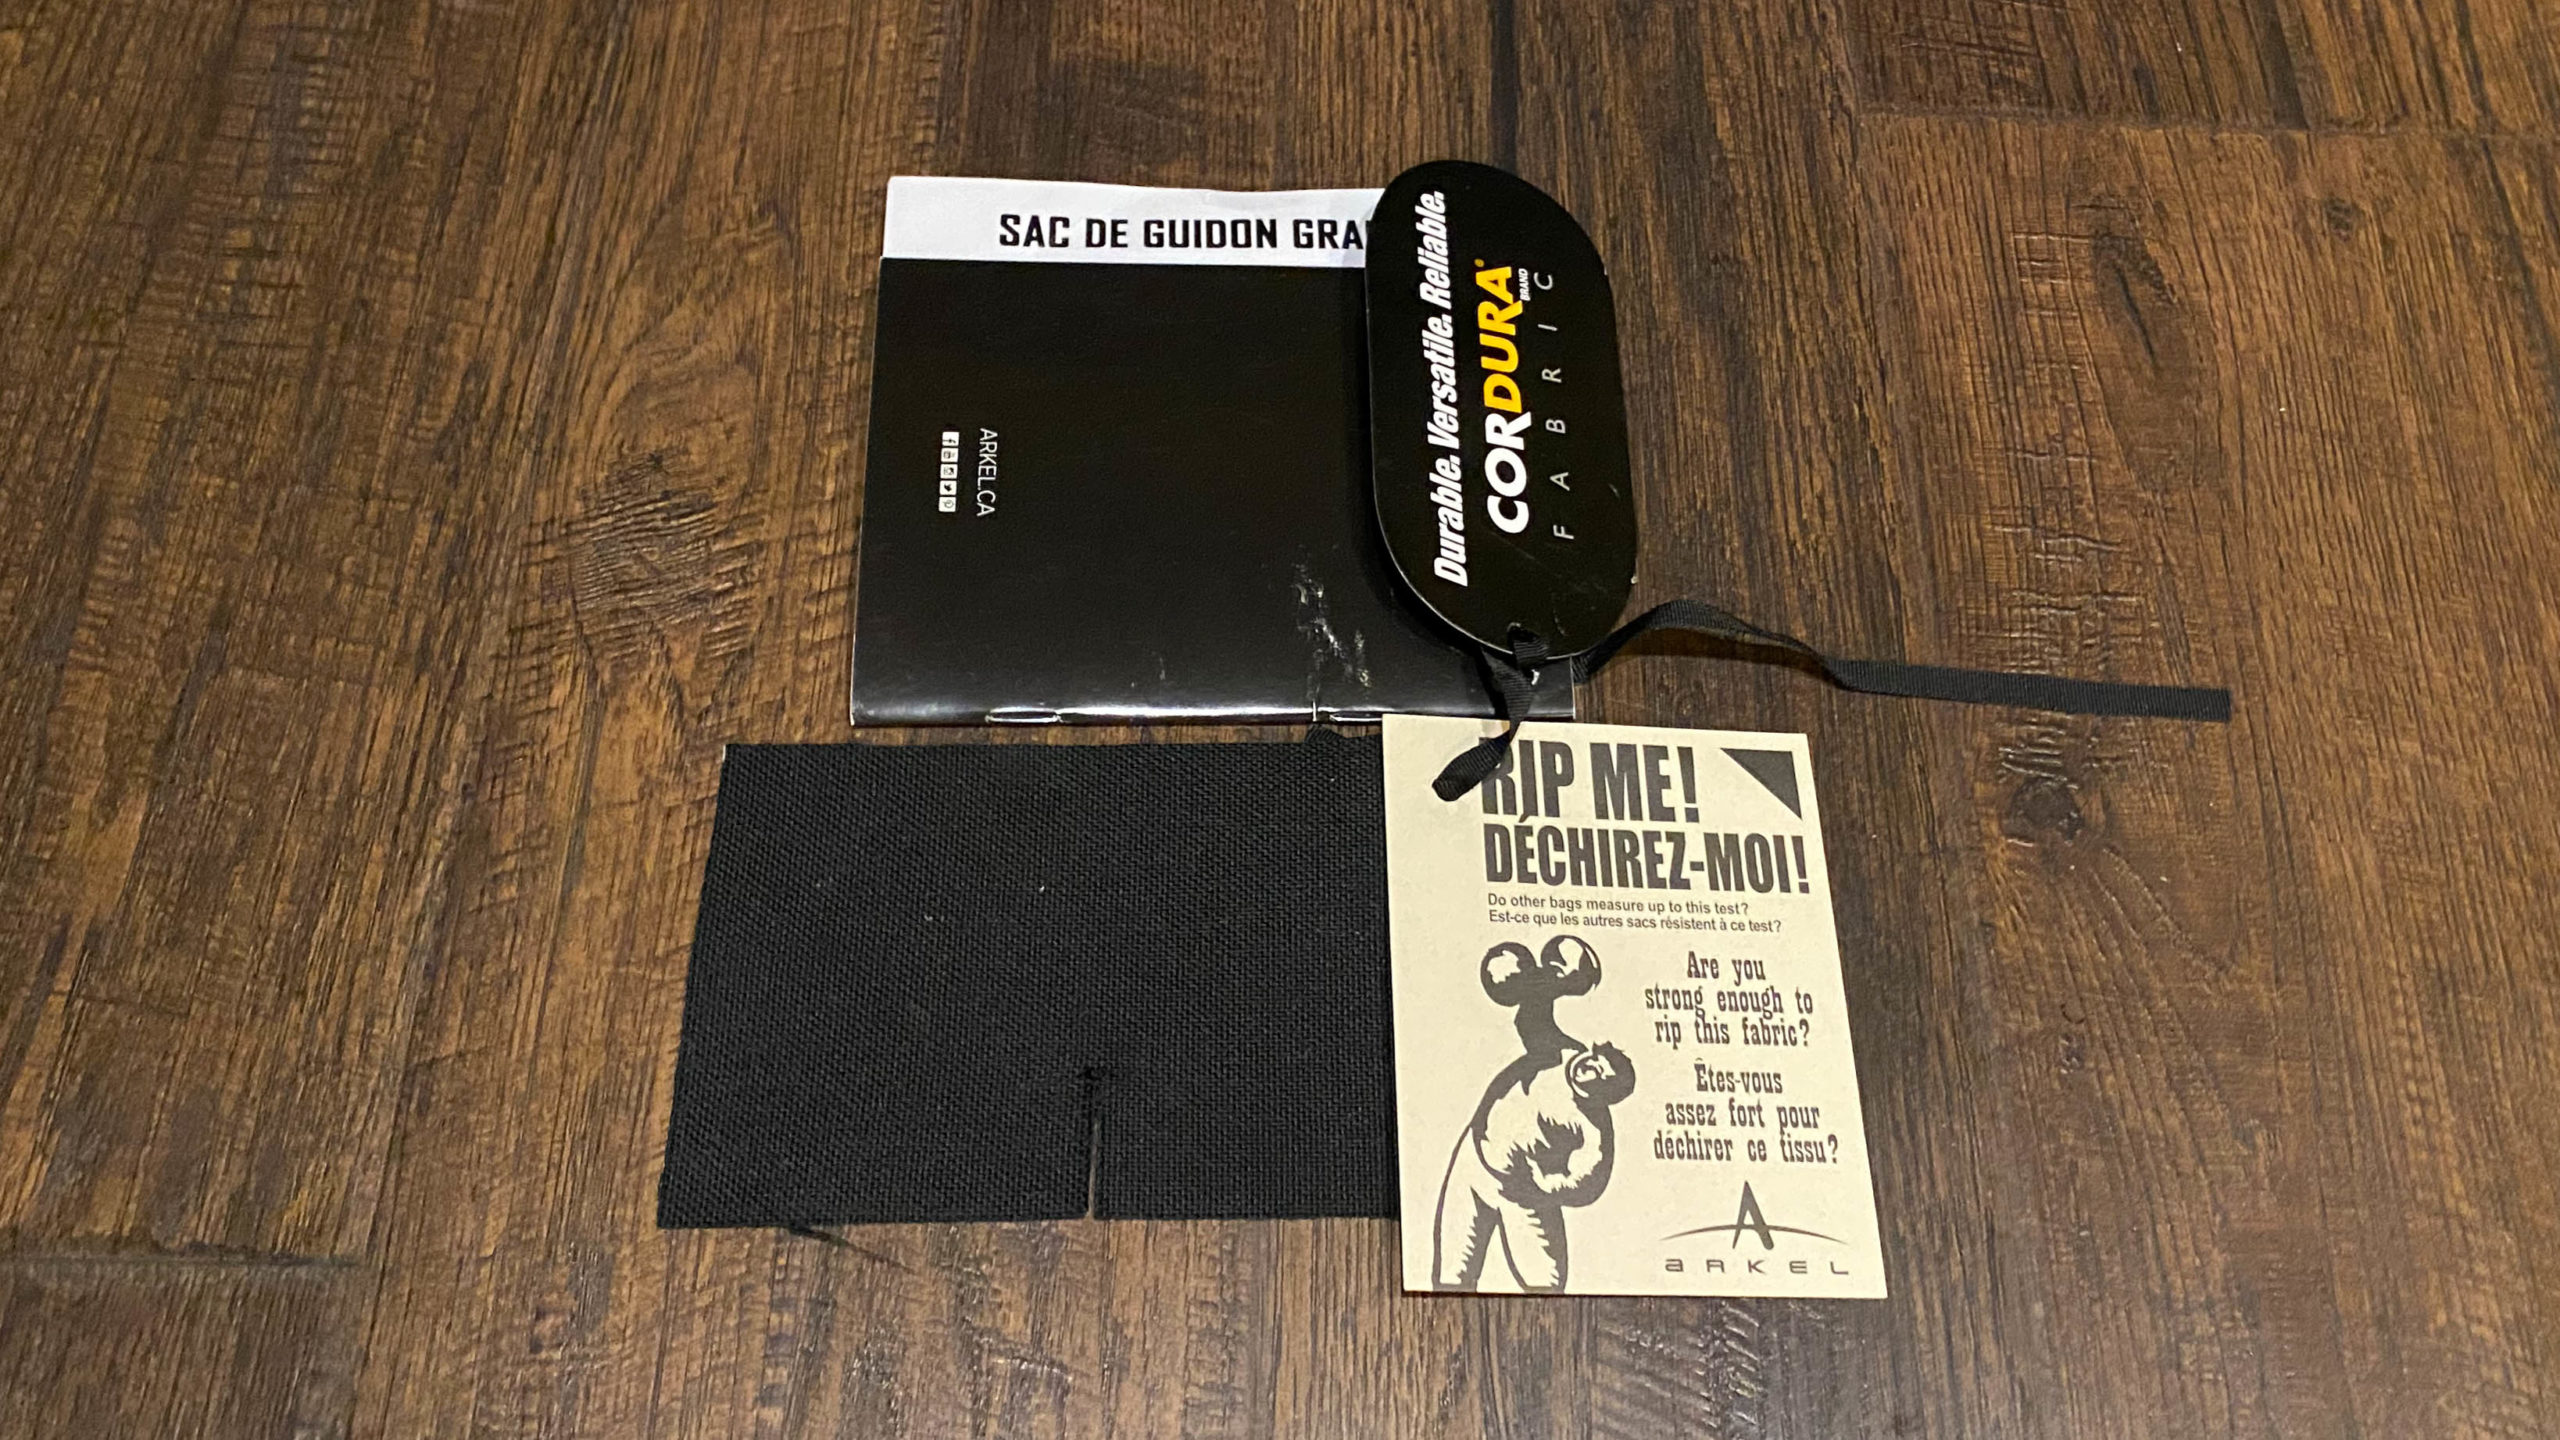 SAC DE GUIDON
ARKEL.CA
Durable. Versatile. Reliable.
CORDURA
BRAND
FABRIC
RIP ME!
DÉCHIREZ-MOI!
Do other bags measure up to this test?
Est-ce que les autres sacs résistent à ce test?
Are you
strong enough to
rip this fabric?
Êtes-vous
assez fort pour
déchirer ce tissu?
ARKEL